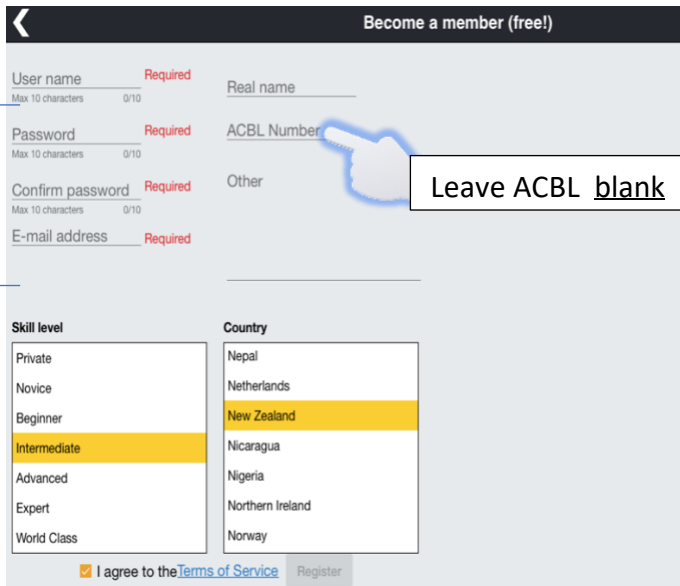 Become a member (free!)
User name Required
Max 10 characters 0/10
Password Required
Max 10 characters 0/10
Confirm password Required
Max 10 characters 0/10
E-mail address Required
Real name
ACBL Number
Other
Leave ACBL blank
Skill level
Private
Novice
Beginner
Intermediate
Advanced
Expert
World Class
Country
Nepal
Netherlands
New Zealand
Nicaragua
Nigeria
Northern Ireland
Norway
I agree to the Terms of Service Register